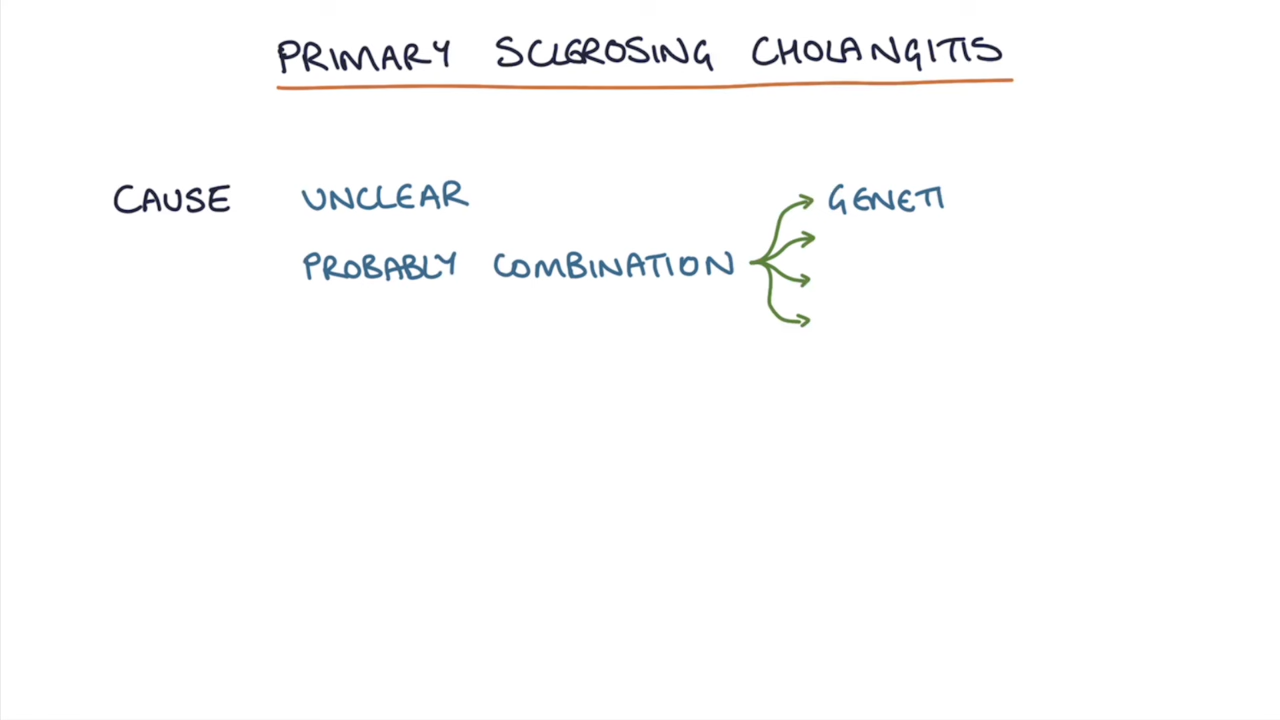 PRIMARY SCLEROSING CHOLANGITIS
CAUSE UNCLEAR GENETI
PROBABLY COMBINATION